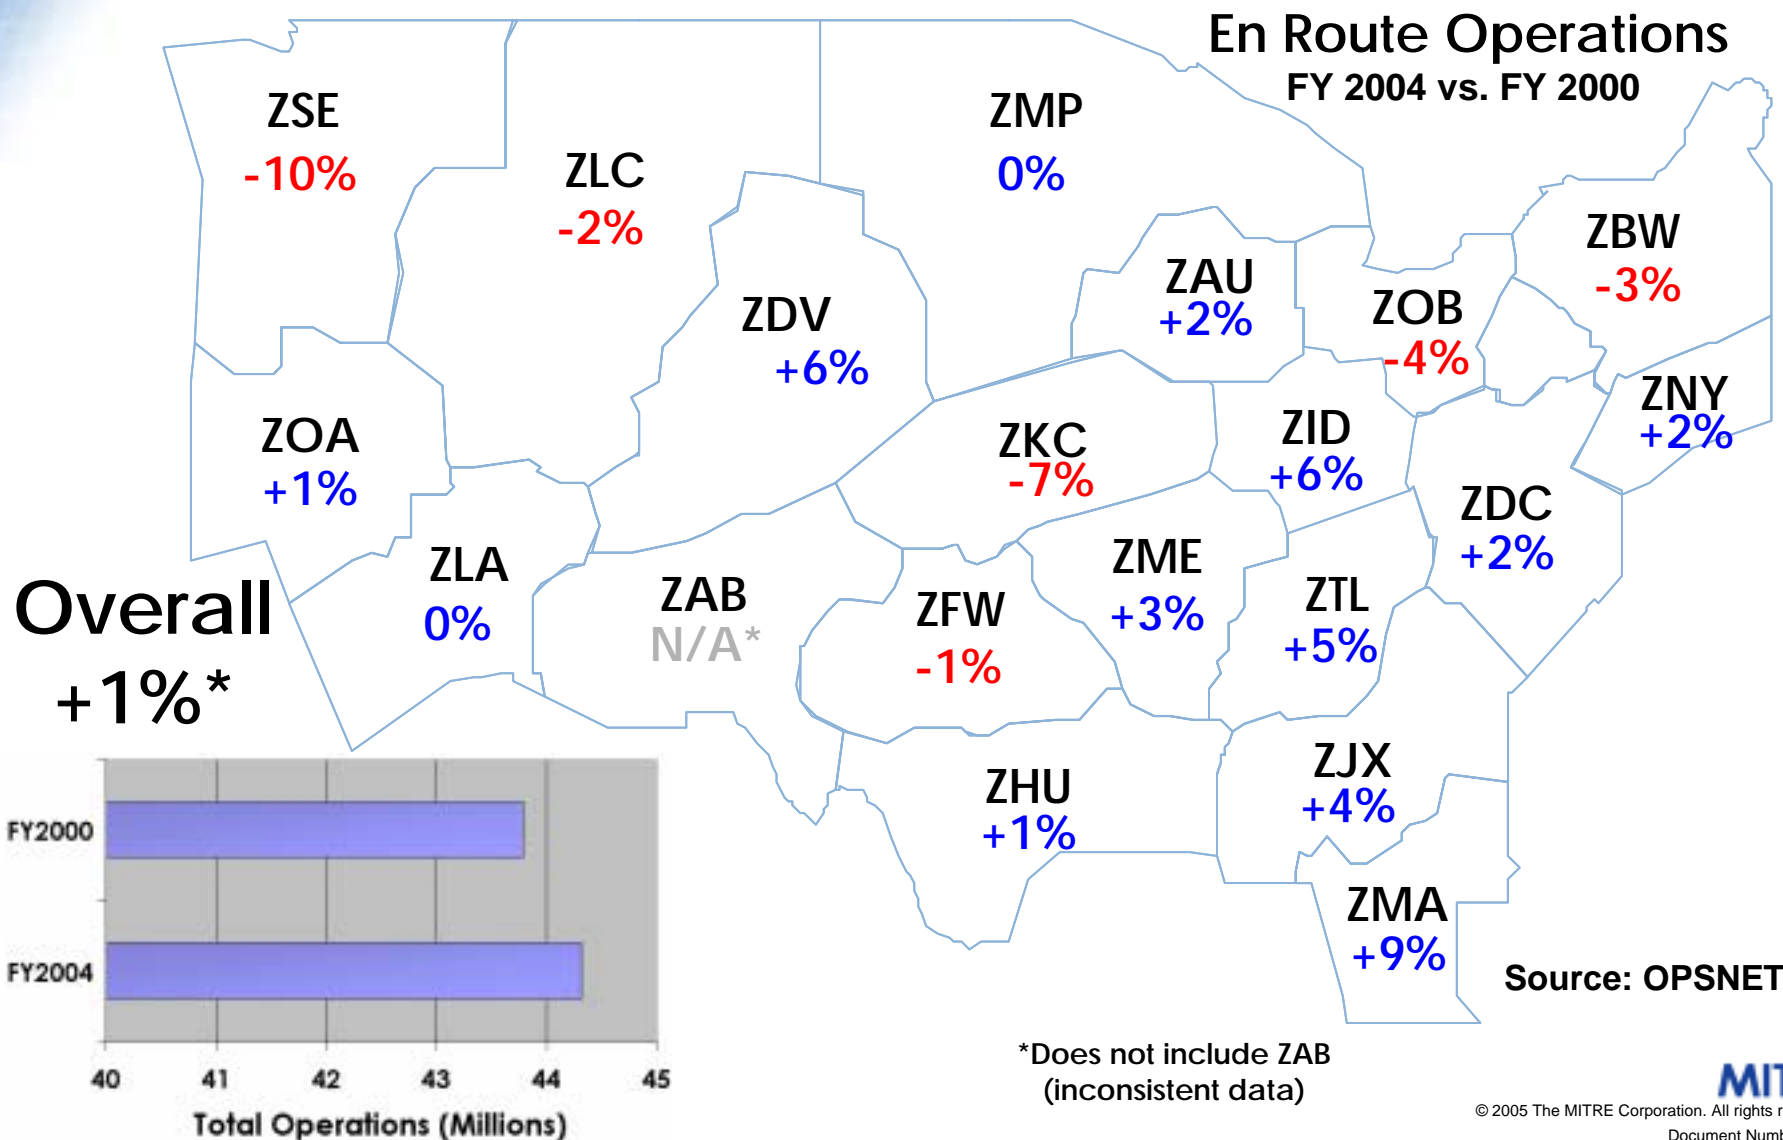 En Route Operations
FY 2004 vs. FY 2000
ZSE
-10%
ZLC
-2%
ZMP
0%
ZDV
+6%
ZAU
+2%
ZOB
-4%
ZBW
-3%
ZNY
+2%
ZOA
+1%
ZKC
-7%
ZID
+6%
ZDC
+2%
ZLA
0%
ZAB
N/A*
ZFW
-1%
ZME
+3%
ZTL
+5%
ZHU
+1%
ZJX
+4%
ZMA
+9%
Overall
+1%*
FY2000
FY2004
40 41 42 43 44 45
Total Operations (Millions)
*Does not include ZAB
(inconsistent data)
Source: OPSNET
© 2005 The MITRE Corporation. All rights
Document